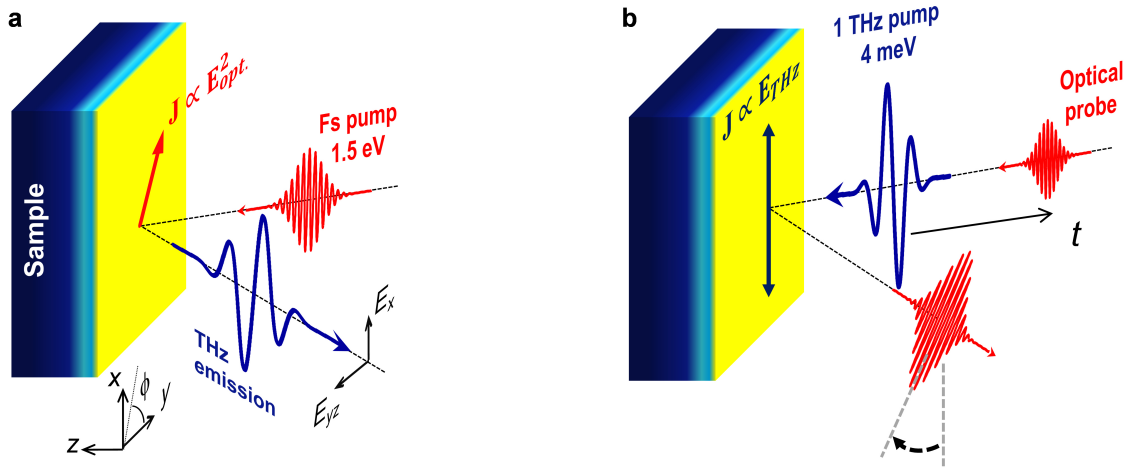 a
J ∝ E²opt.
Fs pump
1.5 eV
Sample
THz
emission
Ex
Eyz
x
ϕ
y
z
b
1 THz pump
4 meV
J ∝ ETHz
Optical
probe
t